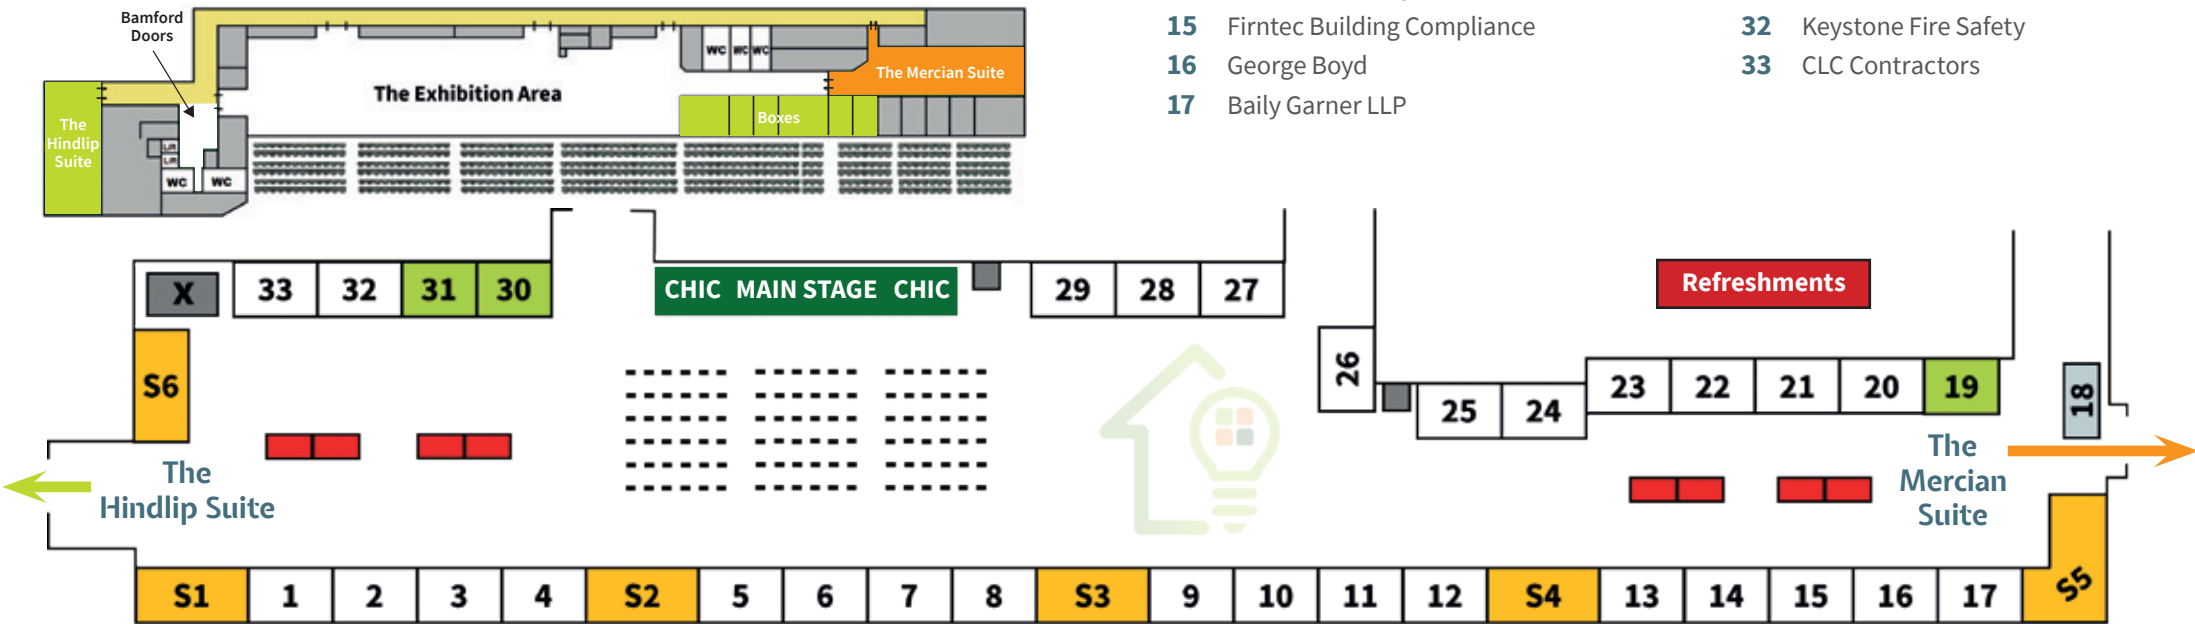 Bamford
Doors
WC WC WC
The Mercian Suite
The Exhibition Area
Boxes
The
Hindlip
Suite
Lift
Lift
WC WC
15 Firntec Building Compliance
16 George Boyd
17 Baily Garner LLP
32 Keystone Fire Safety
33 CLC Contractors
X 33 32 31 30
CHIC MAIN STAGE CHIC
29 28 27
Refreshments
S6
26
25 24 23 22 21 20 19
18
The
Hindlip Suite
The
Mercian
Suite
S1 1 2 3 4 S2 5 6 7 8 S3 9 10 11 12 S4 13 14 15 16 17 S5